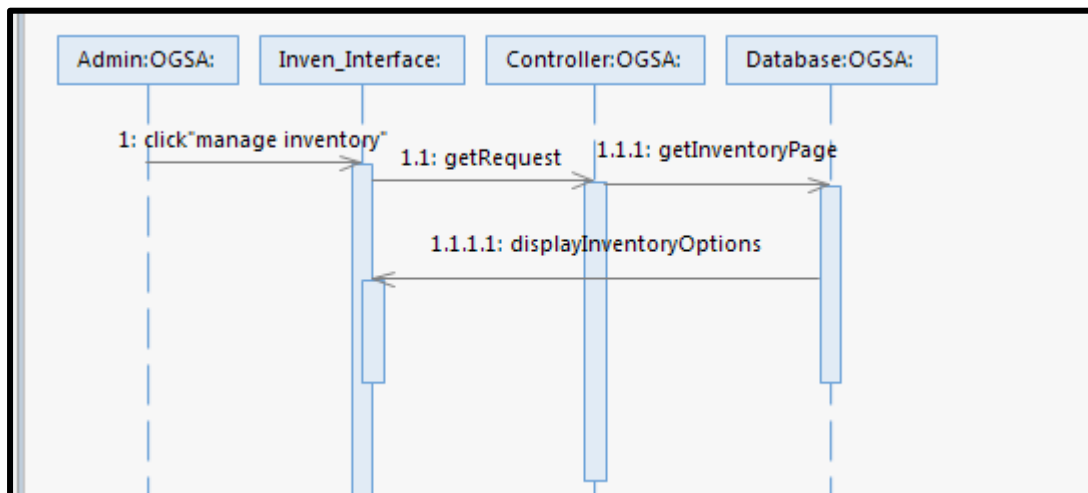 Admin:OGSA:
Inven_Interface:
Controller:OGSA:
Database:OGSA:
1: click"manage inventory"
1.1: getRequest
1.1.1: getInventoryPage
1.1.1.1: displayInventoryOptions